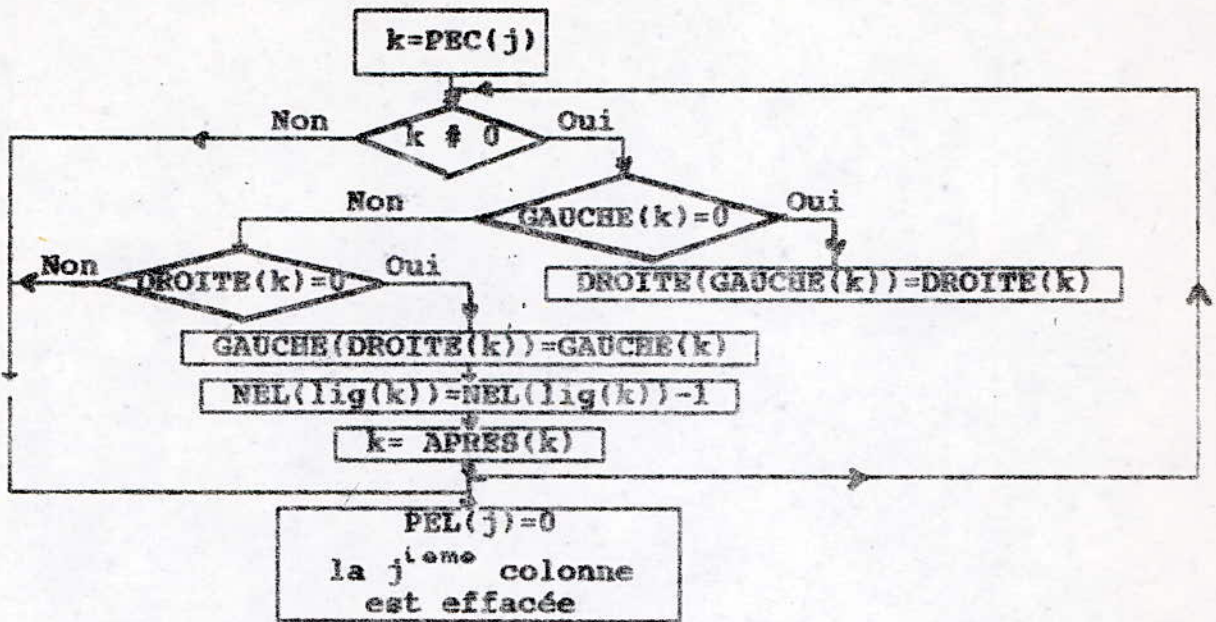 k=PEC(j)
Non
k ≠ 0
Oui
Non
GAUCHE(k)=0
Oui
Non
DROITE(k)=0
Oui
DROITE(GAUCHE(k))=DROITE(k)
GAUCHE(DROITE(k))=GAUCHE(k)
NEL(lig(k))=NEL(lig(k))-1
k= APRES(k)
PEL(j)=0
la jieme colonne
est effacée